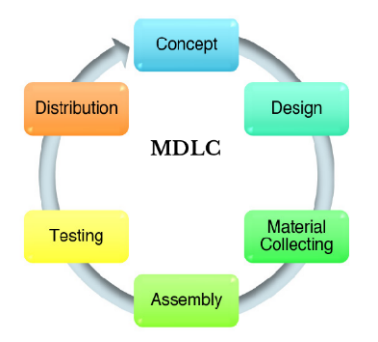 Concept
Distribution
Design
MDLC
Testing
Material
Collecting
Assembly